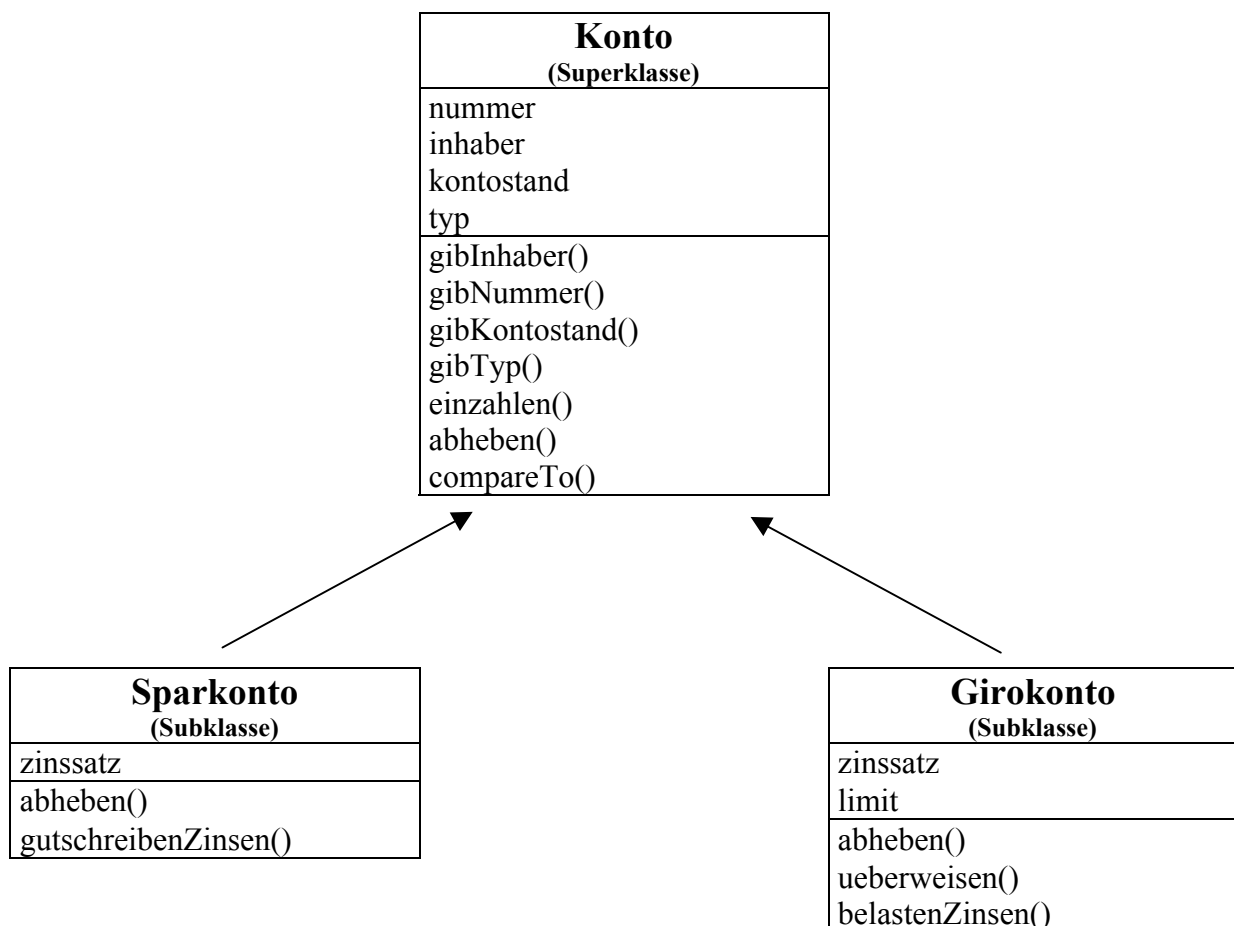 Konto
(Superklasse)
nummer
inhaber
kontostand
typ
gibInhaber()
gibNummer()
gibKontostand()
gibTyp()
einzahlen()
abheben()
compareTo()
Sparkonto
(Subklasse)
zinssatz
abheben()
gutschreibenZinsen()
Girokonto
(Subklasse)
zinssatz
limit
abheben()
ueberweisen()
belastenZinsen()